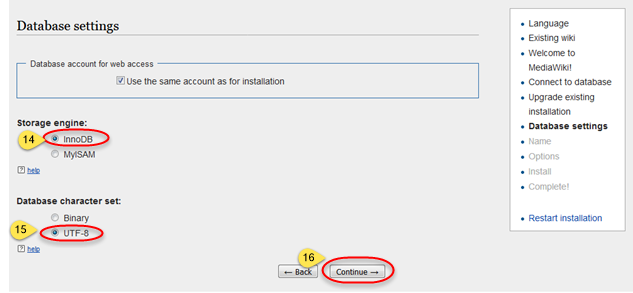 Database settings
Database account for web access
Use the same account as for installation
Storage engine:
14
InnoDB
MyISAM
? help
Database character set:
Binary
15
UTF-8
? help
16
← Back
Continue →
Language
Existing wiki
Welcome to
MediaWiki!
Connect to database
Upgrade existing
installation
Database settings
Name
Options
Install
Complete!
Restart installation